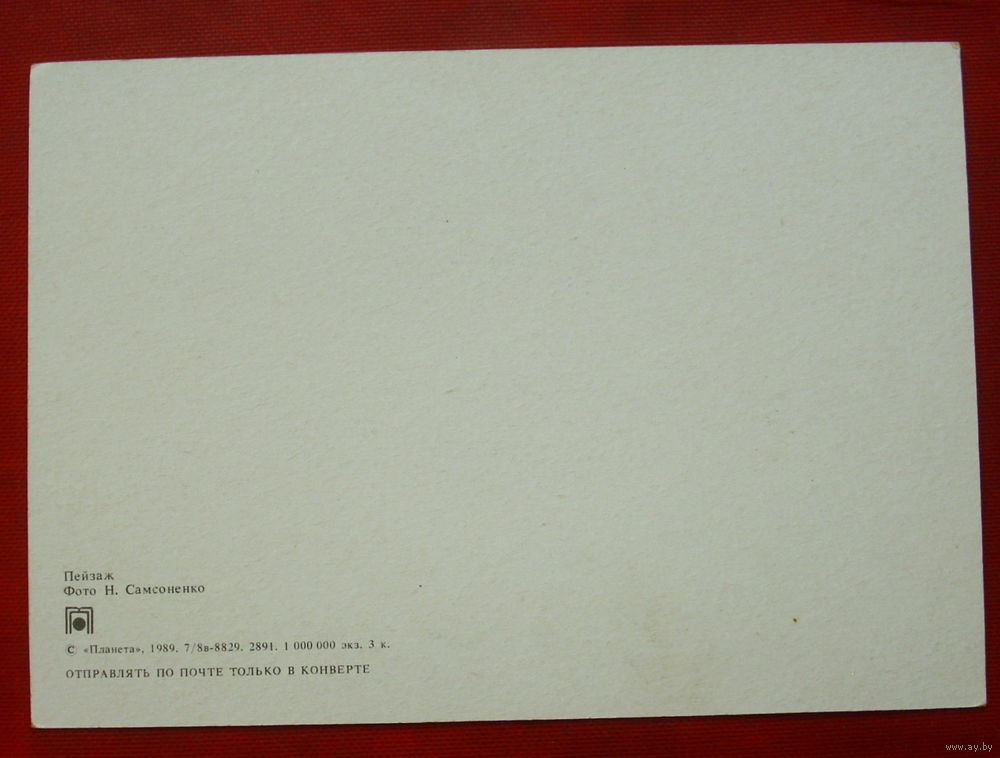 Пейзаж
Фото Н. Самсоненко
© «Планета», 1989. 7/8в-8829. 2891. 1 000 000 экз. 3 к.
ОТПРАВЛЯТЬ ПО ПОЧТЕ ТОЛЬКО В КОНВЕРТЕ
www.ay.by